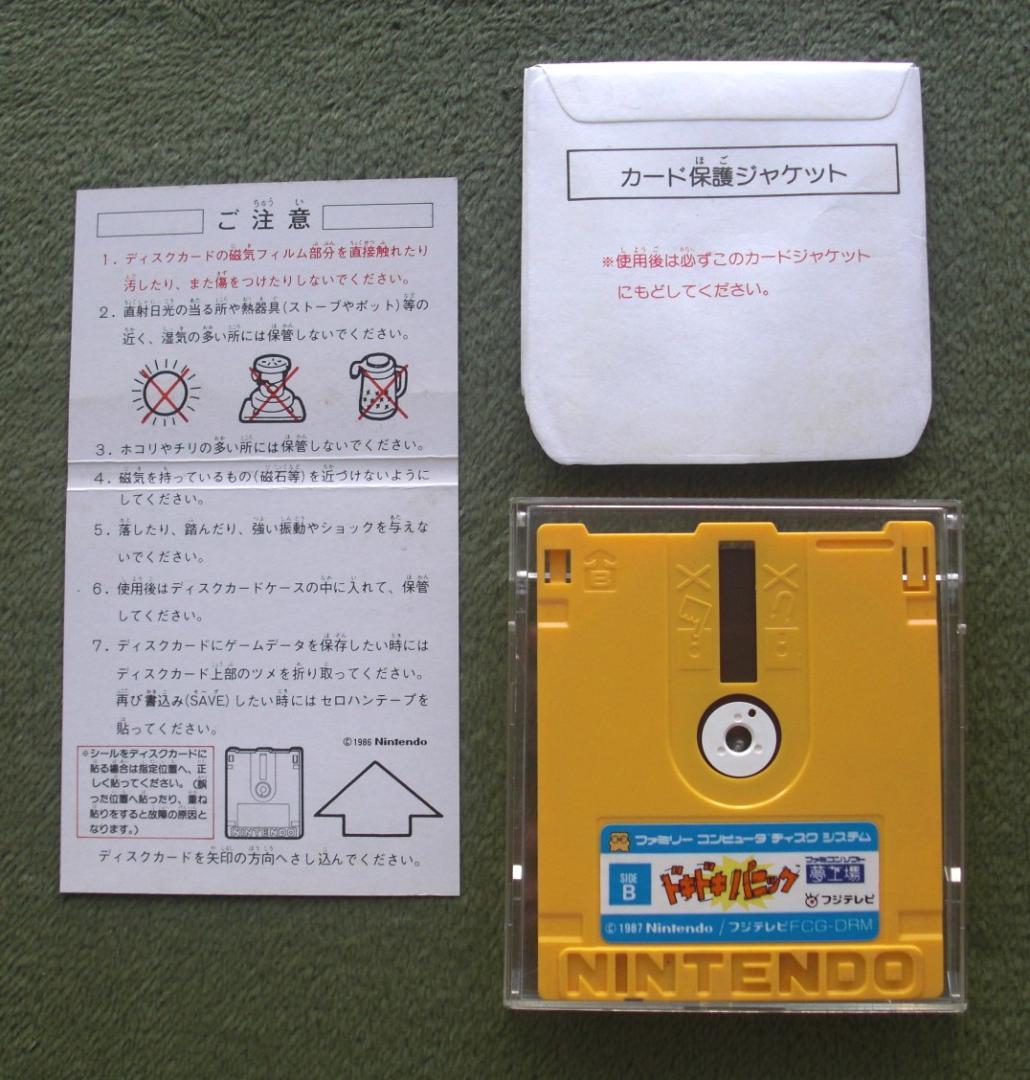 ご注意
1. ディスクカードの磁気フィルム部分を直接触れたり
汚したり、また傷をつけたりしないでください。
2. 直射日光の当る所や熱器具(ストーブやポット)等の
近く、湿気の多い所には保管しないでください。
3. ホコリやチリの多い所には保管しないでください。
4. 磁気を持っているもの(磁石等)を近づけないように
してください。
5. 落したり、踏んだり、強い振動やショックを与えな
いでください。
6. 使用後はディスクカードケースの中に入れて、保管
してください。
7. ディスクカードにゲームデータを保存したい時には
ディスクカード上部のツメを折り取ってください。
再び書込み(SAVE)したい時にはセロハンテープを
貼ってください。
©1986 Nintendo
※シールをディスクカードに
貼る場合は指定位置へ、正
しく貼ってください。(誤
った位置へ貼ったり、重ね
貼りをすると故障の原因と
なります。)
NINTENDO
ディスクカードを矢印の方向へさし込んでください。
カード保護ジャケット
※使用後は必ずこのカードジャケット
にもどしてください。
B
ファミリー コンピュータ ディスク システム
SIDE
B
ドキドキパニック
ファミコンソフト
夢工場
フジテレビ
©1987 Nintendo / フジテレビ FCG-DRM
NINTENDO